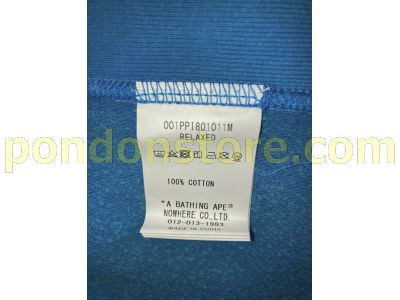 001PPI801011M
RELAXED
pondonstore.com
100% COTTON
"A BATHING APE®
NOWHERE CO.,LTD.
012-013-1993
MADE IN CHINA